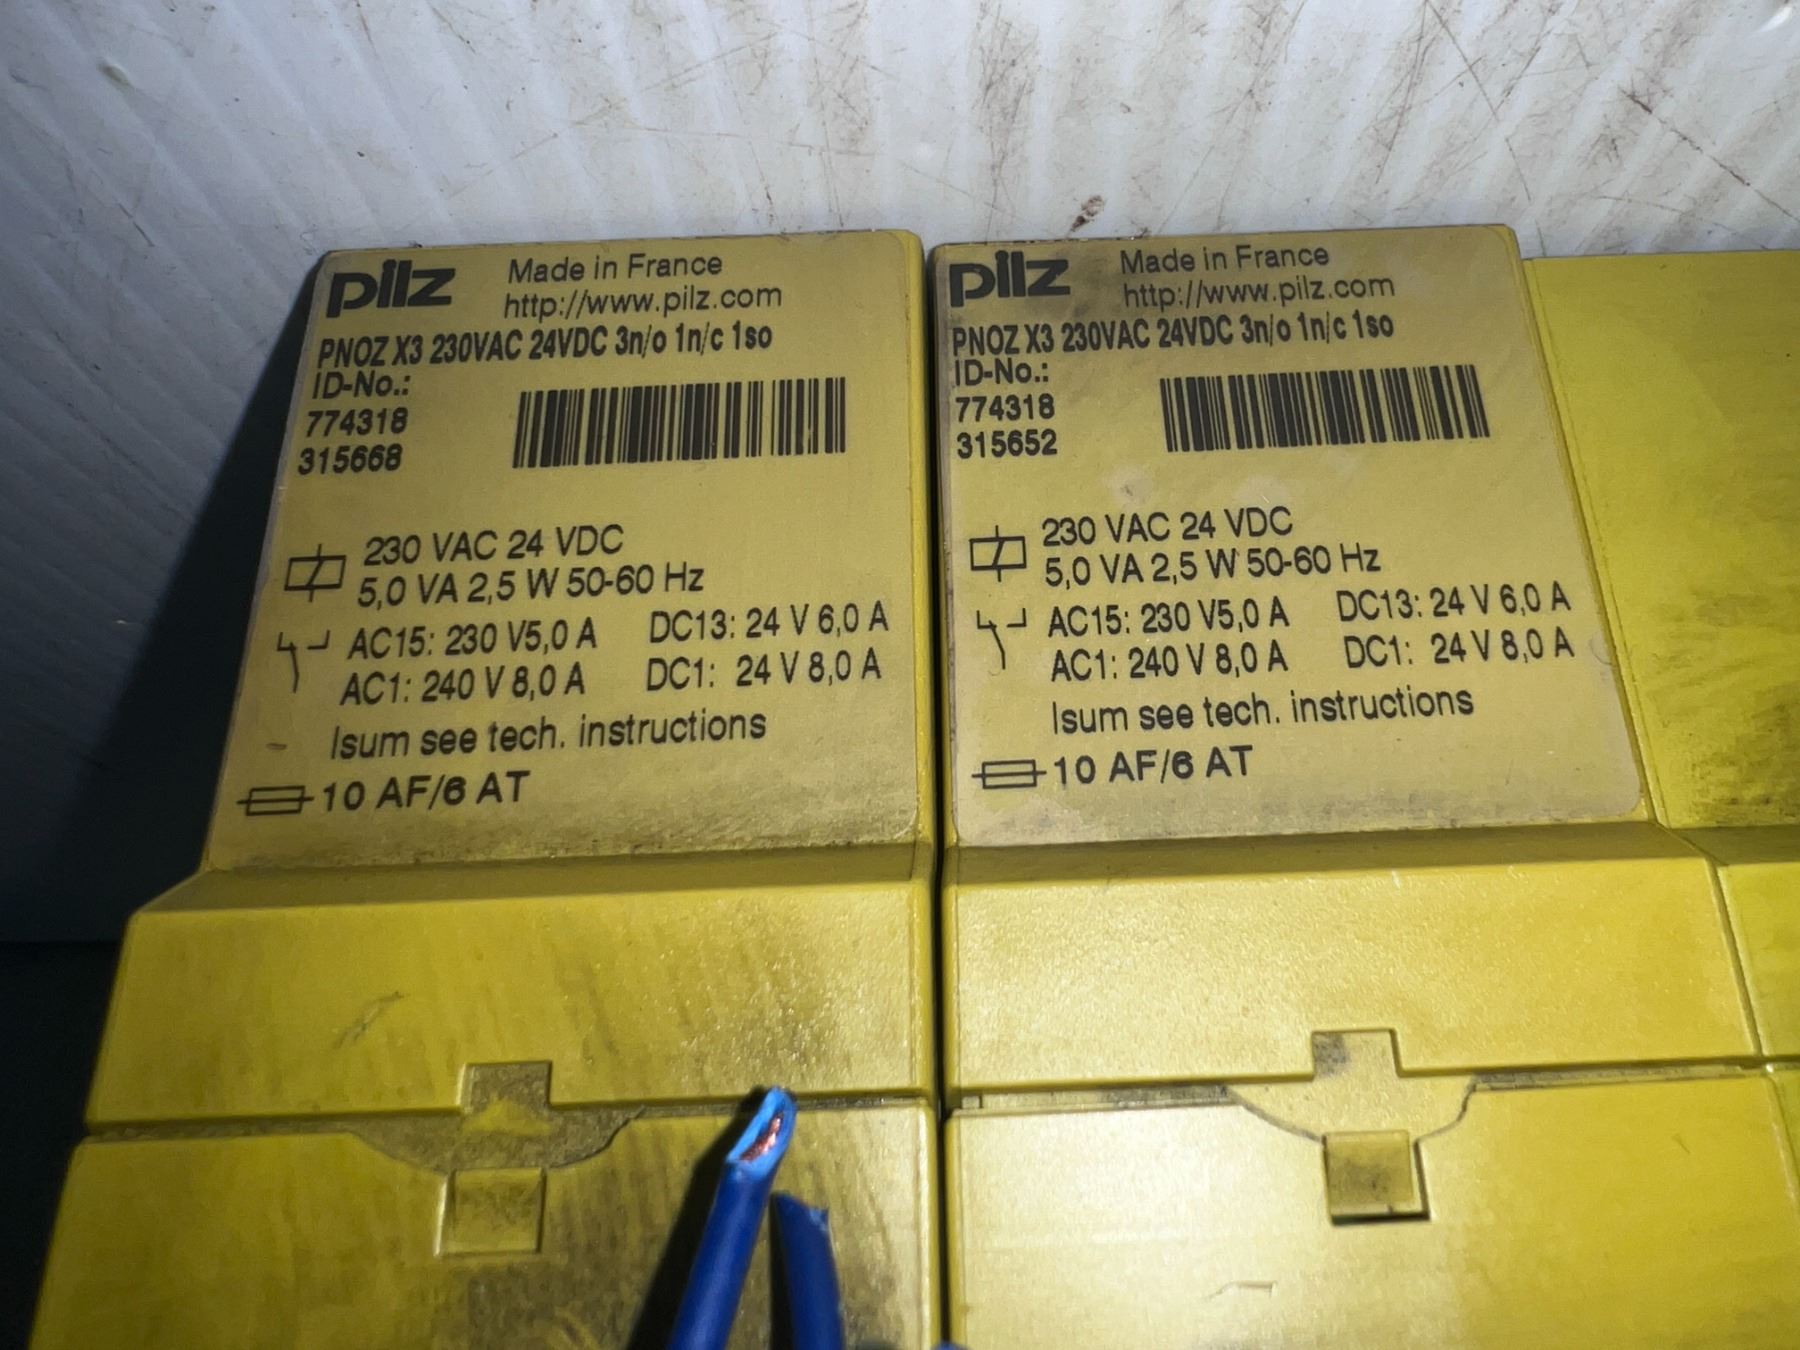 pilz Made in France
http://www.pilz.com
PNOZ X3 230VAC 24VDC 3n/o 1n/c 1so
ID-No.:
774318
315668
230 VAC 24 VDC
5,0 VA 2,5 W 50-60 Hz
AC15: 230 V5,0 A DC13: 24 V 6,0 A
AC1: 240 V 8,0 A DC1: 24 V 8,0 A
Isum see tech. instructions
10 AF/6 AT
pilz Made in France
http://www.pilz.com
PNOZ X3 230VAC 24VDC 3n/o 1n/c 1so
ID-No.:
774318
315652
230 VAC 24 VDC
5,0 VA 2,5 W 50-60 Hz
AC15: 230 V5,0 A DC13: 24 V 6,0 A
AC1: 240 V 8,0 A DC1: 24 V 8,0 A
Isum see tech. instructions
10 AF/6 AT